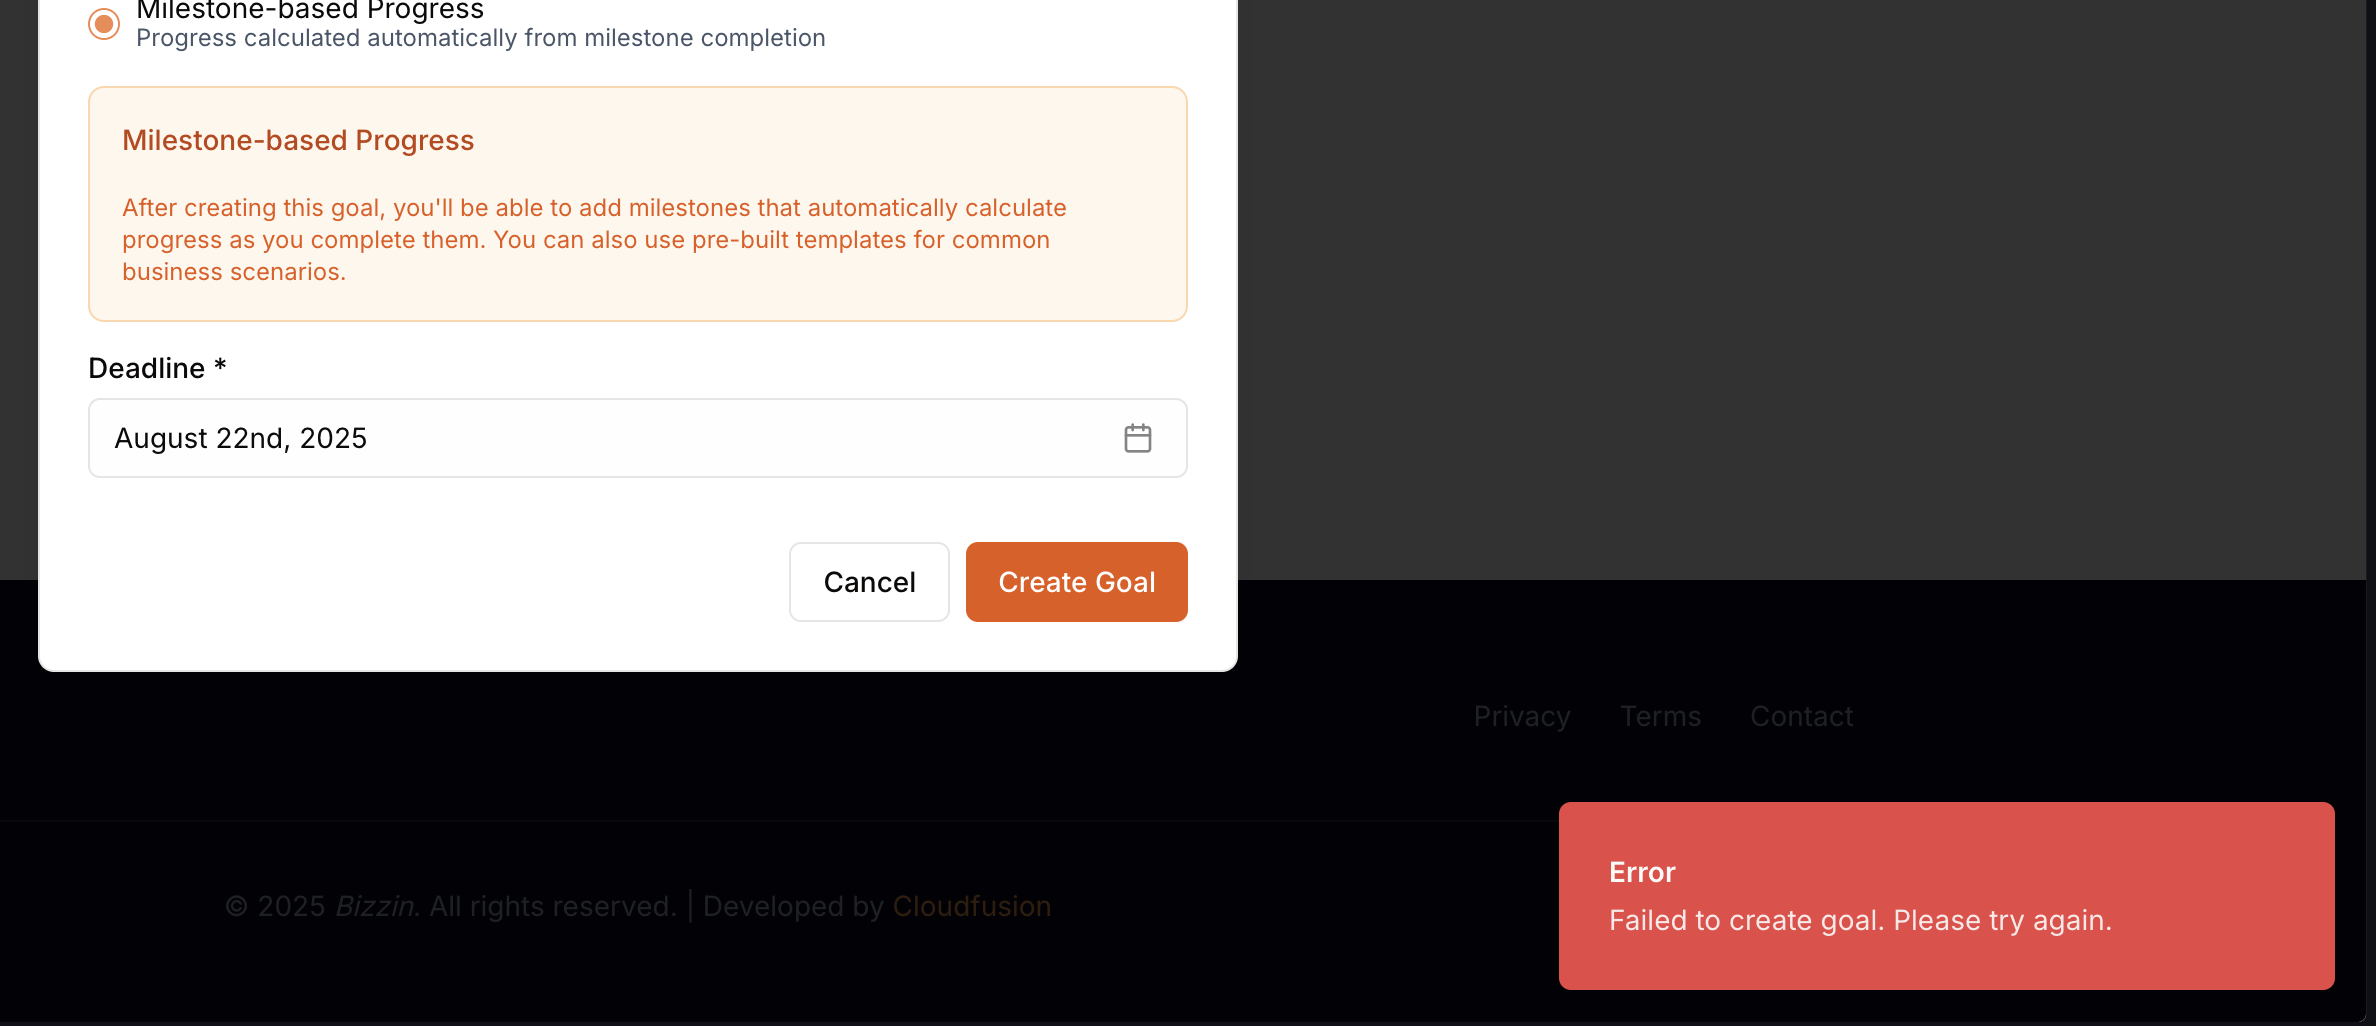 Milestone-based Progress
Progress calculated automatically from milestone completion
Milestone-based Progress
After creating this goal, you'll be able to add milestones that automatically calculate
progress as you complete them. You can also use pre-built templates for common
business scenarios.
Deadline *
August 22nd, 2025
Cancel
Create Goal
Privacy
Terms
Contact
© 2025 Bizzin. All rights reserved. | Developed by Cloudfusion
Error
Failed to create goal. Please try again.